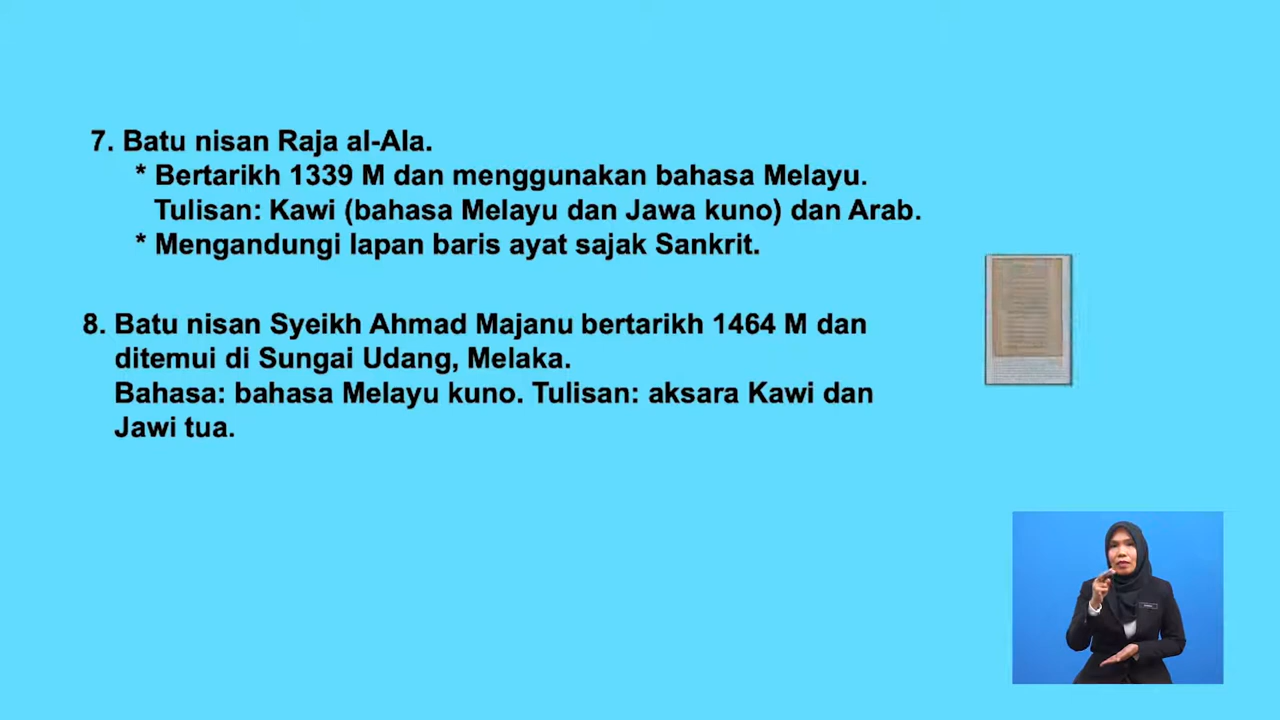 7. Batu nisan Raja al-Ala.
* Bertarikh 1339 M dan menggunakan bahasa Melayu.
Tulisan: Kawi (bahasa Melayu dan Jawa kuno) dan Arab.
* Mengandungi lapan baris ayat sajak Sankrit.
8. Batu nisan Syeikh Ahmad Majanu bertarikh 1464 M dan
ditemui di Sungai Udang, Melaka.
Bahasa: bahasa Melayu kuno. Tulisan: aksara Kawi dan
Jawi tua.